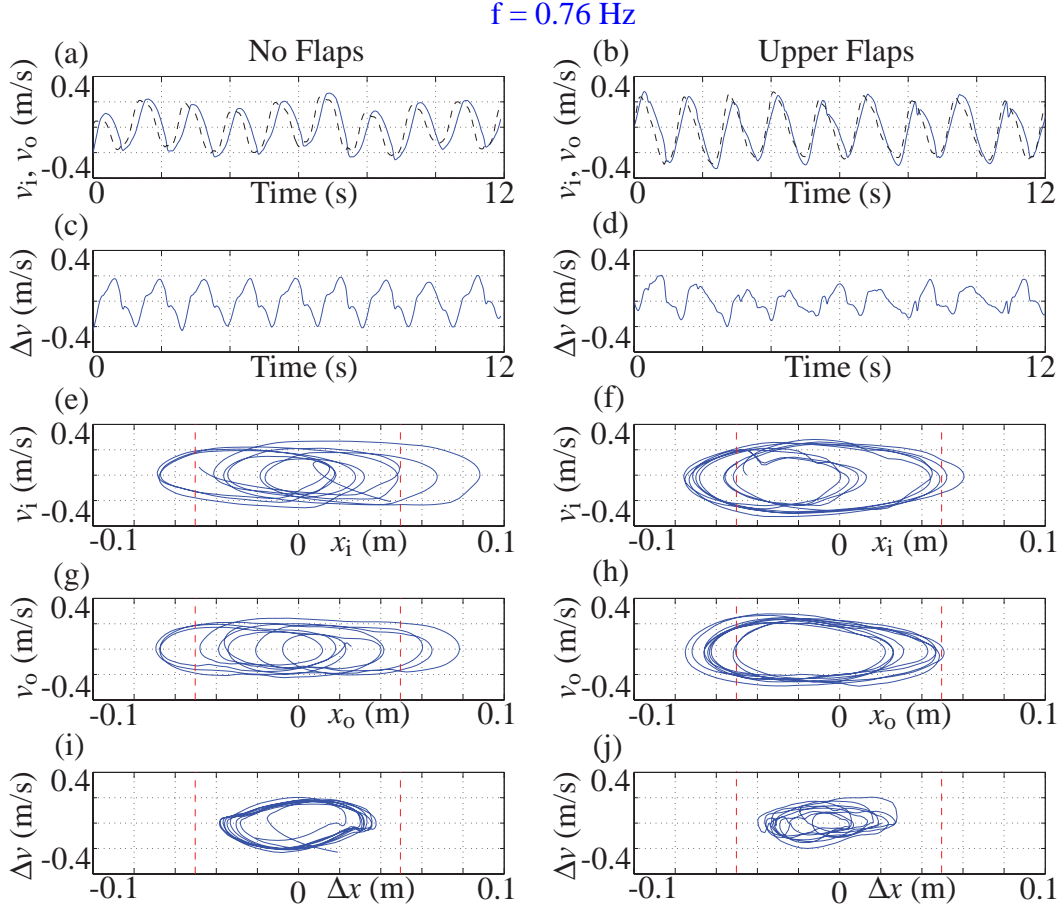 f = 0.76 Hz
No Flaps
Upper Flaps
(a)
v_i, v_o (m/s)
0.4
-0.4
0
Time (s)
12
(b)
v_i, v_o (m/s)
0.4
-0.4
0
Time (s)
12
(c)
Δv (m/s)
0.4
-0.4
0
Time (s)
12
(d)
Δv (m/s)
0.4
-0.4
0
Time (s)
12
(e)
v_i (m/s)
0.4
-0.4
-0.1
0
x_i (m)
0.1
(f)
v_i (m/s)
0.4
-0.4
-0.1
0
x_i (m)
0.1
(g)
v_o (m/s)
0.4
-0.4
-0.1
0
x_o (m)
0.1
(h)
v_o (m/s)
0.4
-0.4
-0.1
0
x_o (m)
0.1
(i)
Δv (m/s)
0.4
-0.4
-0.1
0
Δx (m)
0.1
(j)
Δv (m/s)
0.4
-0.4
-0.1
0
Δx (m)
0.1